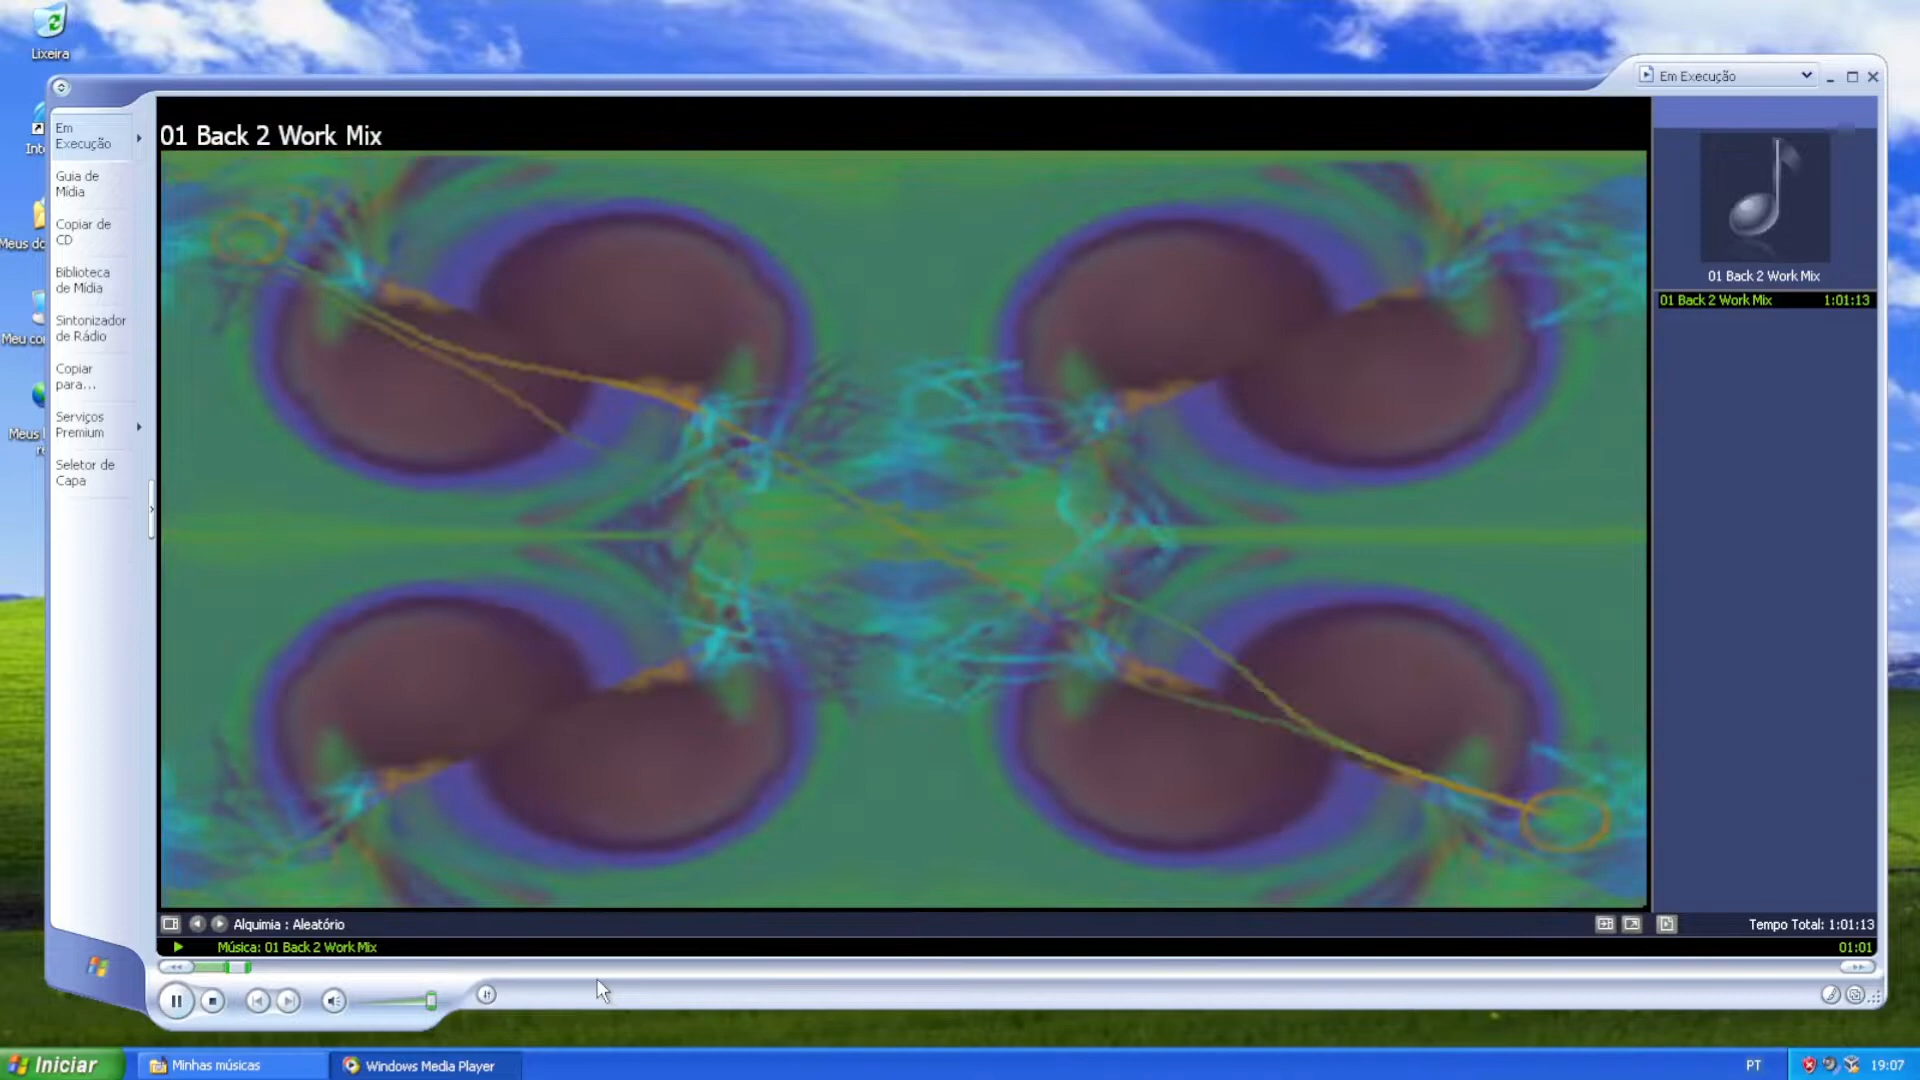 Lixeira
Em Execução
Em
Execução
Guia de
Mídia
Copiar de
CD
Biblioteca
de Mídia
Sintonizador
de Rádio
Copiar
para...
Serviços
Premium
Seletor de
Capa
Meus
01 Back 2 Work Mix
01 Back 2 Work Mix
01 Back 2 Work Mix 1:01:13
Alquimia : Aleatório
Tempo Total: 1:01:13
Música: 01 Back 2 Work Mix
01:01
Iniciar
Minhas músicas
Windows Media Player
PT
19:07